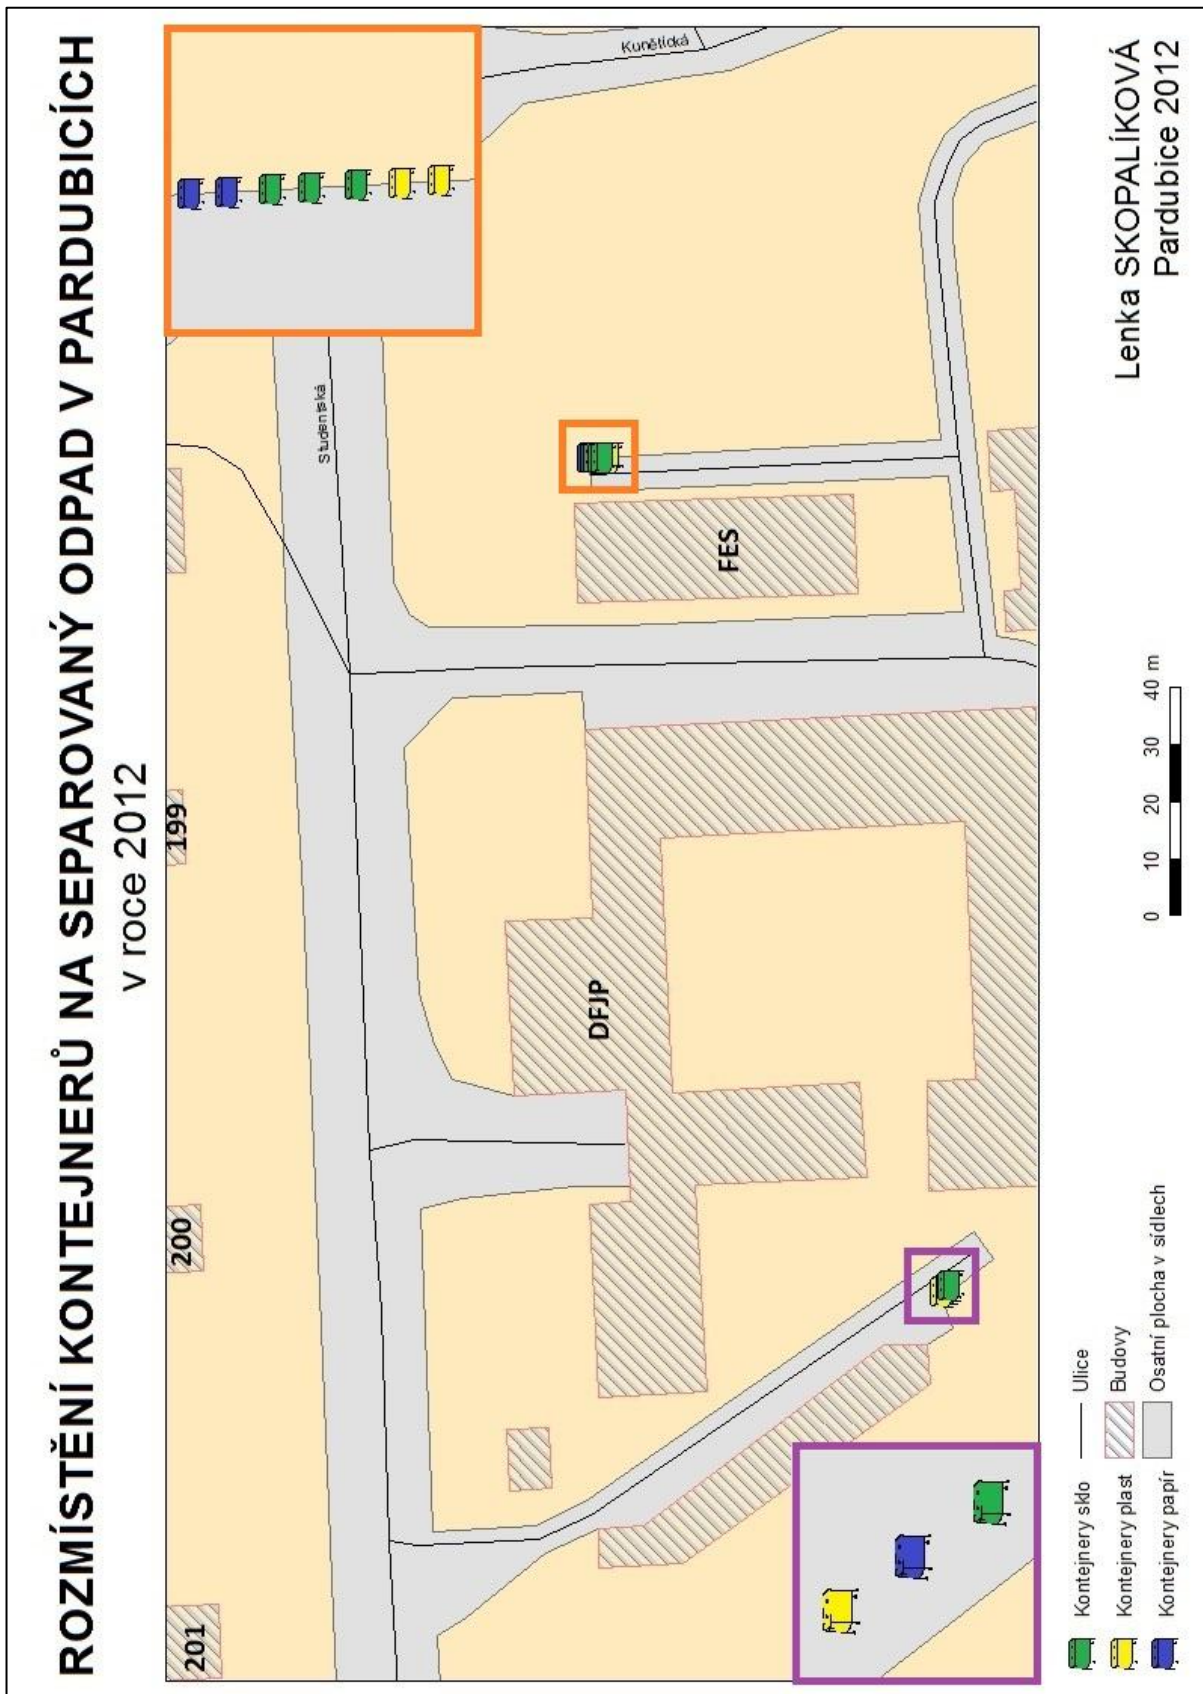 ROZMÍSTĚNÍ KONTEJNERŮ NA SEPAROVANÝ ODPAD V PARDUBICÍCH
v roce 2012
201
200
199
Studentská
Kunětická
DFJP
FES
Kontejnery sklo
Kontejnery plast
Kontejnery papír
Ulice
Budovy
Osatní plocha v sídlech
0 10 20 30 40 m
Lenka SKOPALÍKOVÁ
Pardubice 2012